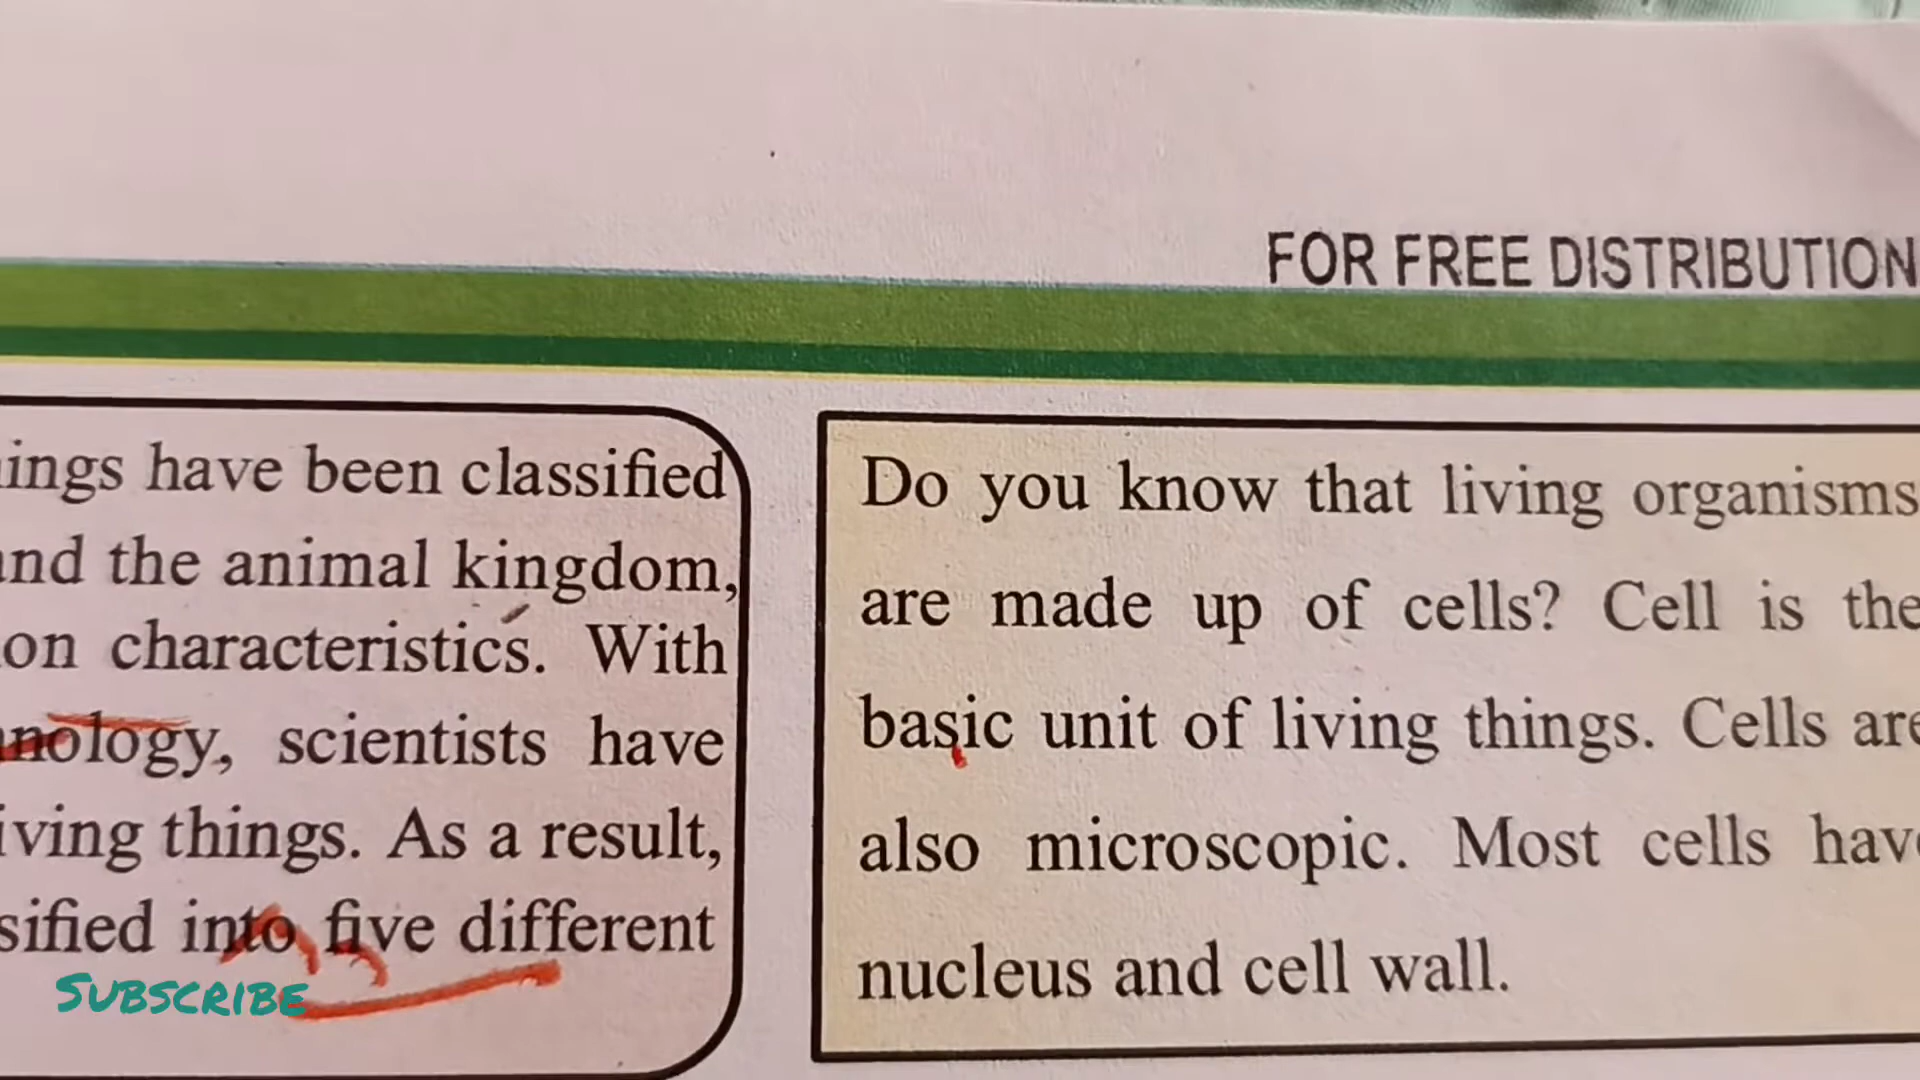 FOR FREE DISTRIBUTION
ings have been classified
and the animal kingdom,
on characteristics. With
nology, scientists have
iving things. As a result,
sified into five different
Do you know that living organisms
are made up of cells? Cell is the
basic unit of living things. Cells are
also microscopic. Most cells have
nucleus and cell wall.
SUBSCRIBE